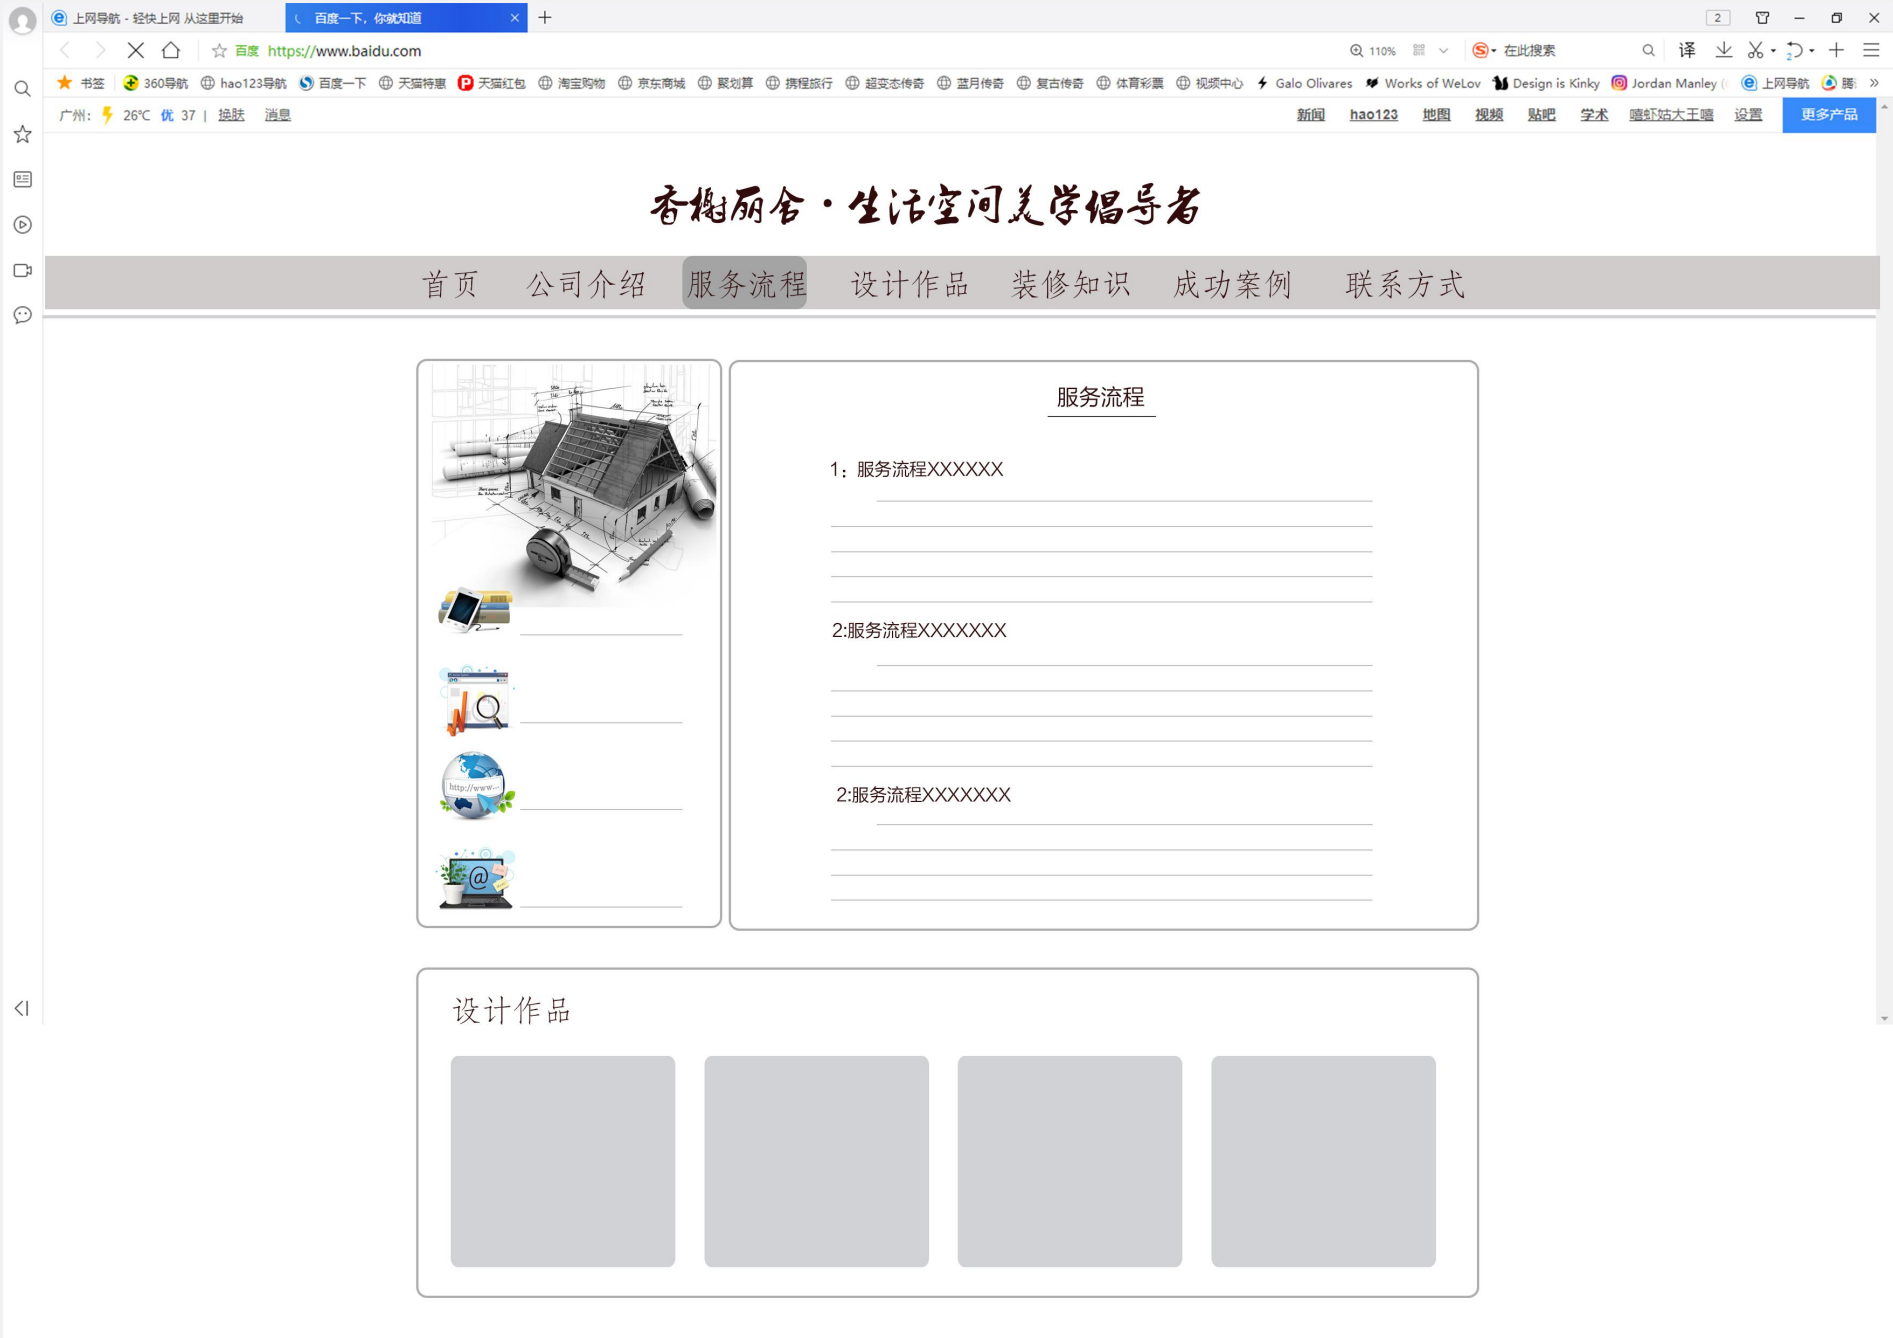 上网导航 - 轻快上网 从这里开始
百度一下，你就知道
2
百度 https://www.baidu.com
110%
在此搜索
译
书签 360导航 hao123导航 百度一下 天猫特惠 天猫红包 淘宝购物 京东商城 聚划算 携程旅行 超变态传奇 蓝月传奇 复古传奇 体育彩票 视频中心 Galo Olivares Works of WeLov Design is Kinky Jordan Manley ( 上网导航 腾
广州： 26℃ 优 37 | 换肤 消息
新闻 hao123 地图 视频 贴吧 学术 嘻虾姑大王嘻 设置 更多产品
香榭丽舍·生活空间美学倡导者
首页 公司介绍 服务流程 设计作品 装修知识 成功案例 联系方式
服务流程
1：服务流程XXXXXX
2:服务流程XXXXXXX
2:服务流程XXXXXXX
http://www...
@
设计作品